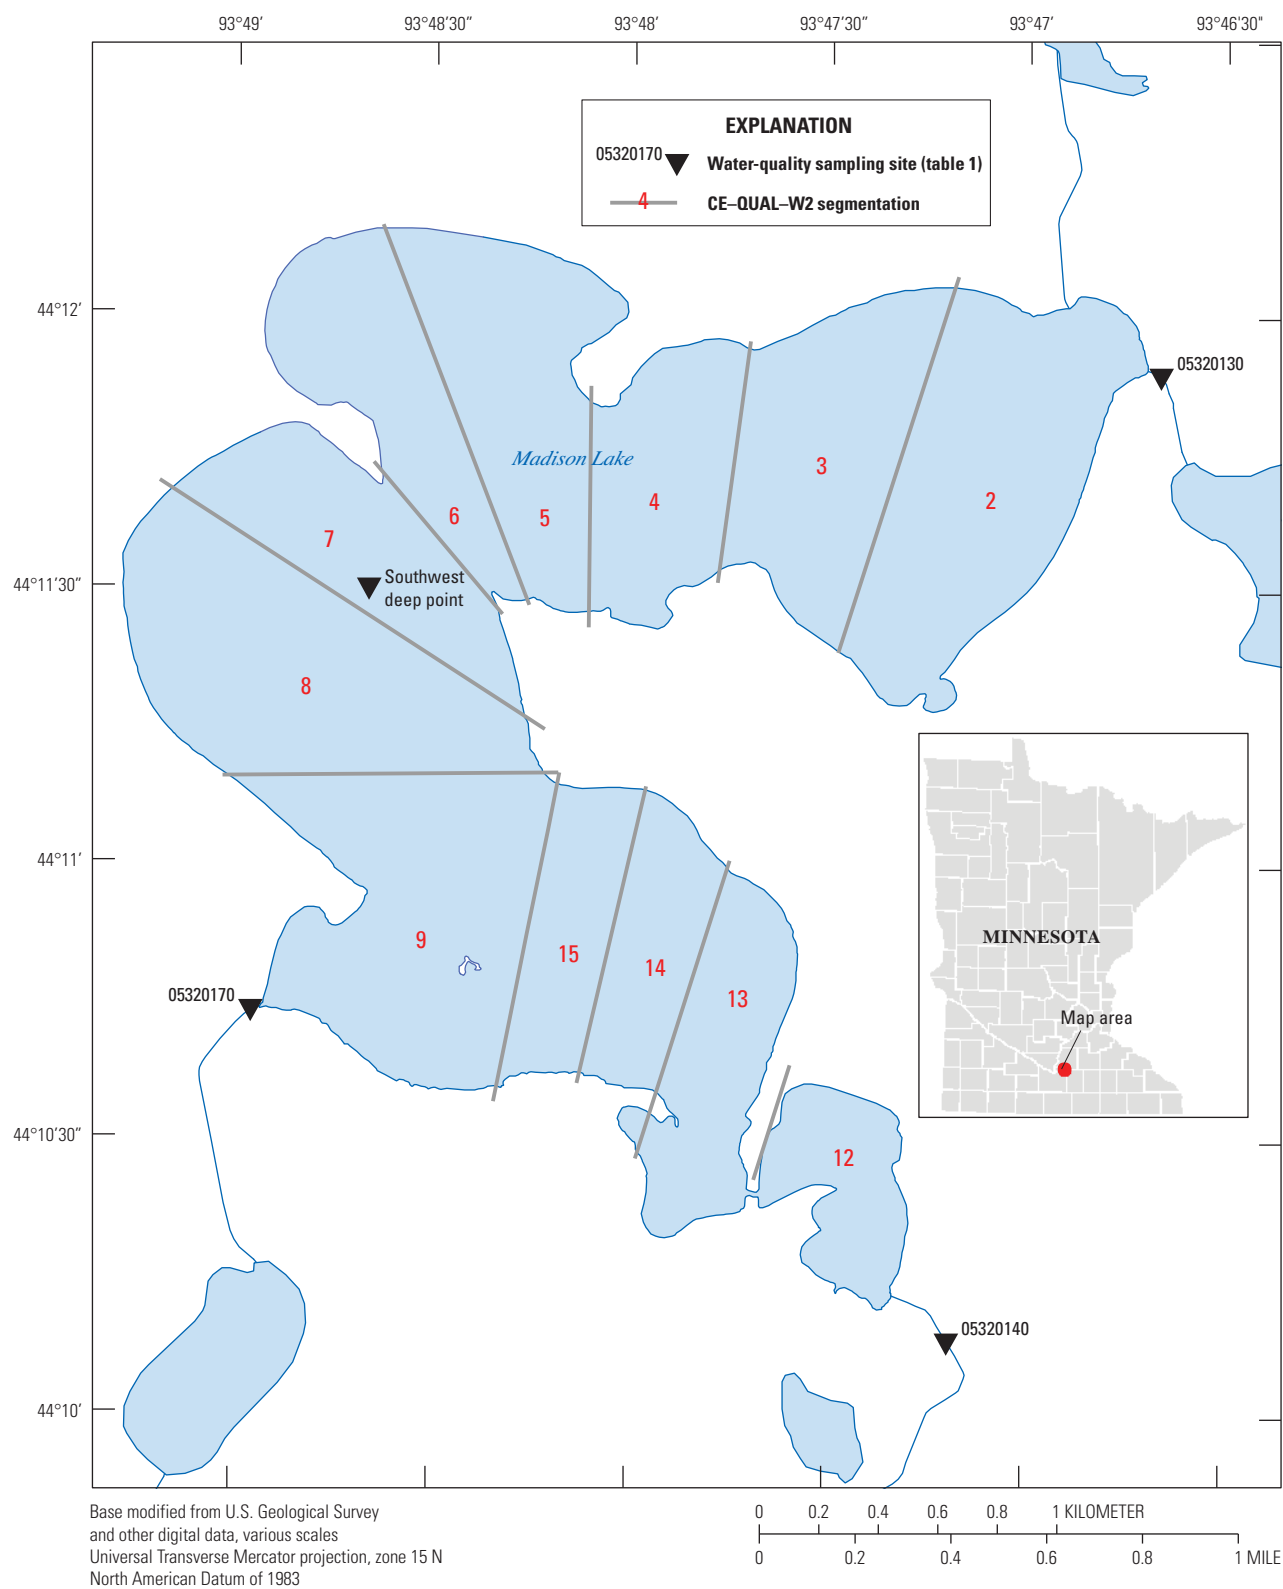 93°49’
93°48’30”
93°48’
93°47’30”
93°47’
93°46’30”
EXPLANATION
05320170
Water-quality sampling site (table 1)
4
CE–QUAL–W2 segmentation
44°12’
05320130
Madison Lake
3
2
4
5
6
7
Southwest
deep point
44°11’30”
8
44°11’
MINNESOTA
Map area
9
15
14
13
05320170
44°10’30”
12
05320140
44°10’
Base modified from U.S. Geological Survey
and other digital data, various scales
Universal Transverse Mercator projection, zone 15 N
North American Datum of 1983
0 0.2 0.4 0.6 0.8 1 KILOMETER
0 0.2 0.4 0.6 0.8 1 MILE